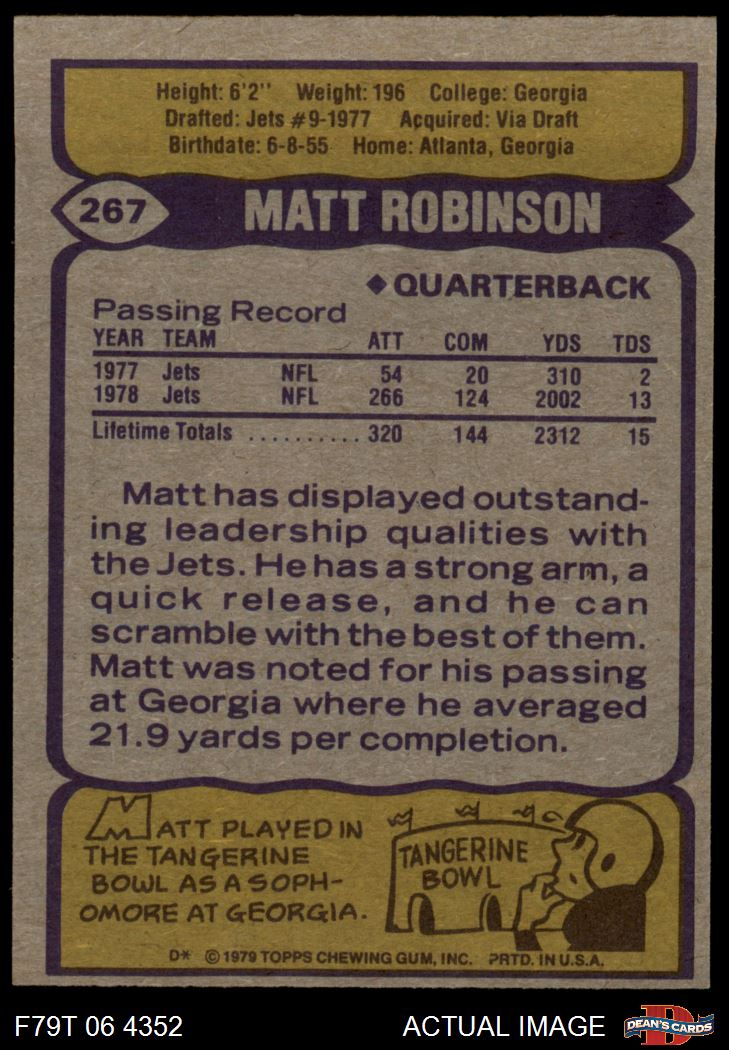 Height: 6'2'' Weight: 196 College: Georgia
Drafted: Jets #9-1977 Acquired: Via Draft
Birthdate: 6-8-55 Home: Atlanta, Georgia
267 MATT ROBINSON
◆ QUARTERBACK
Passing Record
YEAR TEAM ATT COM YDS TDS
1977 Jets NFL 54 20 310 2
1978 Jets NFL 266 124 2002 13
Lifetime Totals .......... 320 144 2312 15
Matt has displayed outstand-
ing leadership qualities with
the Jets. He has a strong arm, a
quick release, and he can
scramble with the best of them.
Matt was noted for his passing
at Georgia where he averaged
21.9 yards per completion.
MATT PLAYED IN
THE TANGERINE
BOWL AS A SOPH-
OMORE AT GEORGIA.
TANGERINE
BOWL
D* © 1979 TOPPS CHEWING GUM, INC. PRTD. IN U.S.A.
F79T 06 4352 ACTUAL IMAGE
D
DEAN'S CARDS